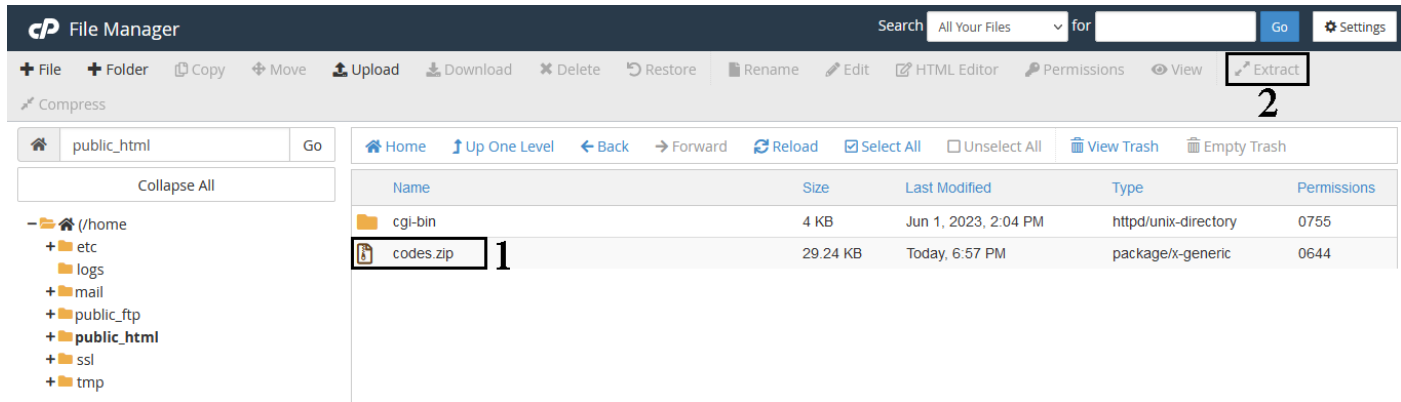 cP File Manager Search All Your Files for Go Settings
File Folder Copy Move Upload Download Delete Restore Rename Edit HTML Editor Permissions View Extract
2
Compress
public_html Go Home Up One Level Back Forward Reload Select All Unselect All View Trash Empty Trash
Collapse All
Name Size Last Modified Type Permissions
(/home
cgi-bin 4 KB Jun 1, 2023, 2:04 PM httpd/unix-directory 0755
etc
codes.zip 1 29.24 KB Today, 6:57 PM package/x-generic 0644
logs
mail
public_ftp
public_html
ssl
tmp